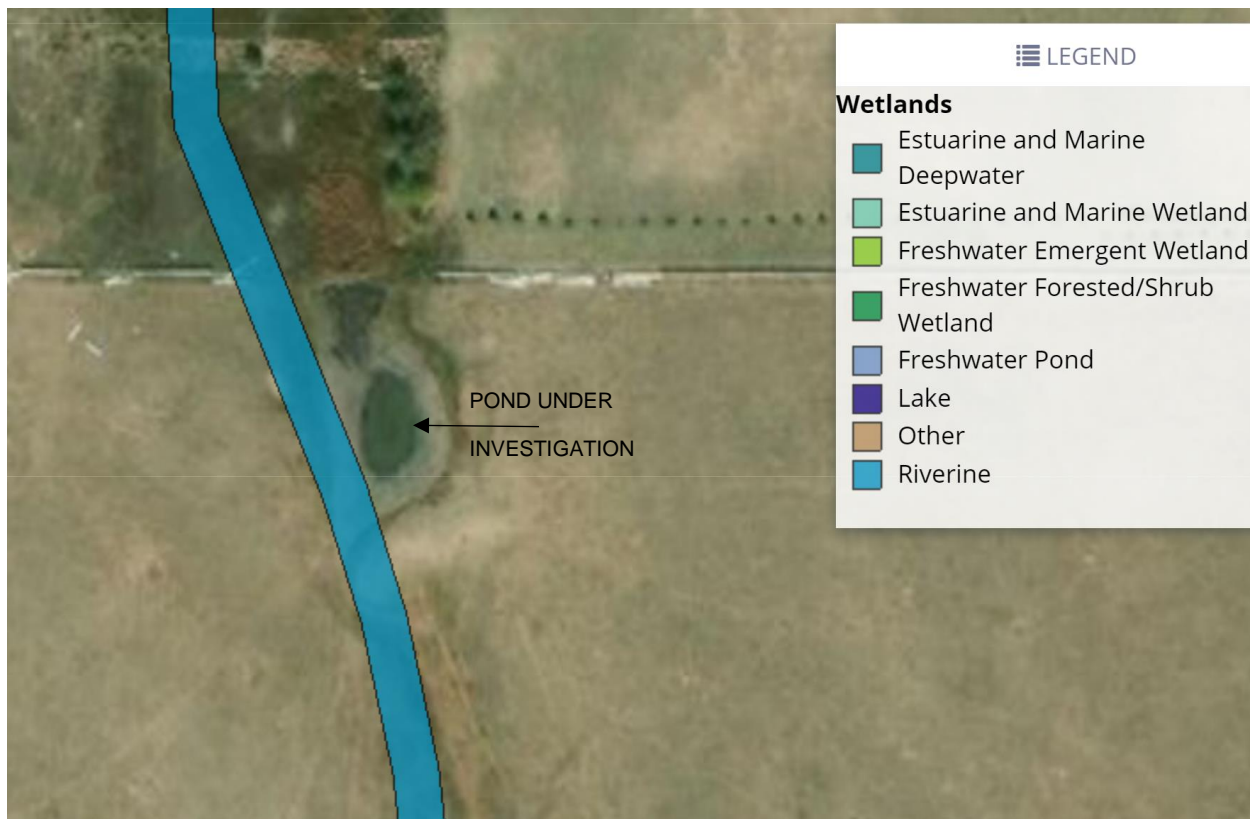 POND UNDER
INVESTIGATION
LEGEND
Wetlands
Estuarine and Marine
Deepwater
Estuarine and Marine Wetland
Freshwater Emergent Wetland
Freshwater Forested/Shrub
Wetland
Freshwater Pond
Lake
Other
Riverine